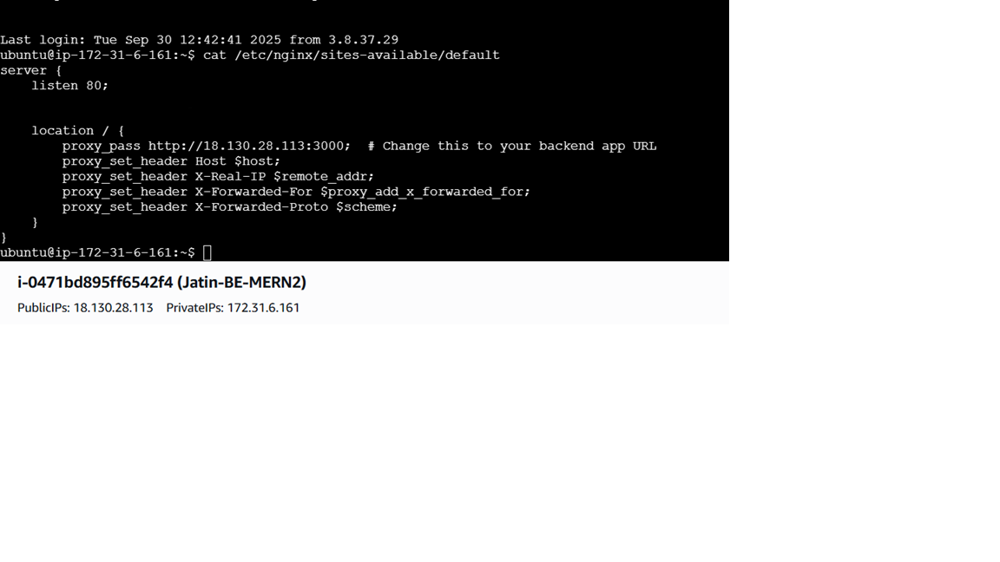 Last login: Tue Sep 30 12:42:41 2025 from 3.8.37.29
ubuntu@ip-172-31-6-161:~$ cat /etc/nginx/sites-available/default
server {
    listen 80;
    location / {
        proxy_pass http://18.130.28.113:3000;  # Change this to your backend app URL
        proxy_set_header Host $host;
        proxy_set_header X-Real-IP $remote_addr;
        proxy_set_header X-Forwarded-For $proxy_add_x_forwarded_for;
        proxy_set_header X-Forwarded-Proto $scheme;
    }
}
ubuntu@ip-172-31-6-161:~$
i-0471bd895ff6542f4 (Jatin-BE-MERN2)
PublicIPs: 18.130.28.113    PrivateIPs: 172.31.6.161